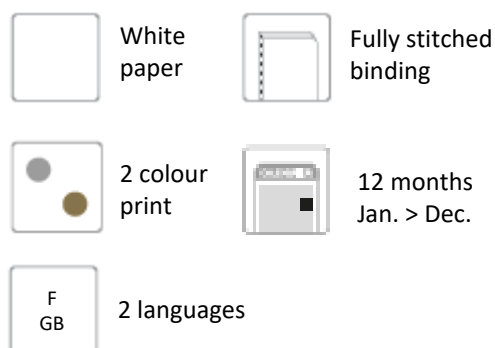 White
paper
Fully stitched
binding
2 colour
print
12 months
Jan. > Dec.
F
GB
2 languages